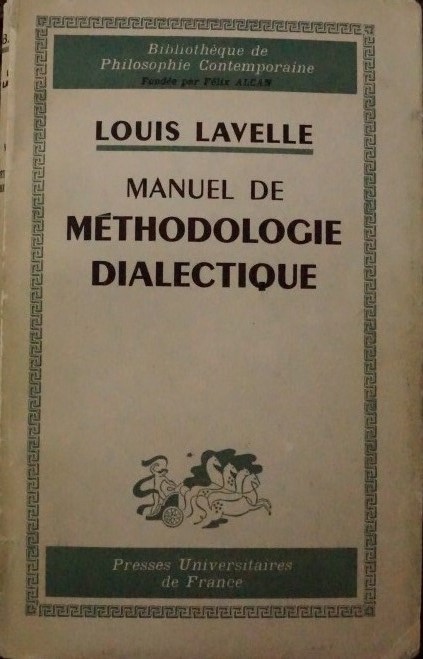 Bibliothèque de
Philosophie Contemporaine
Fondée par Félix ALCAN
LOUIS LAVELLE
MANUEL DE
MÉTHODOLOGIE
DIALECTIQUE
Presses Universitaires
de France